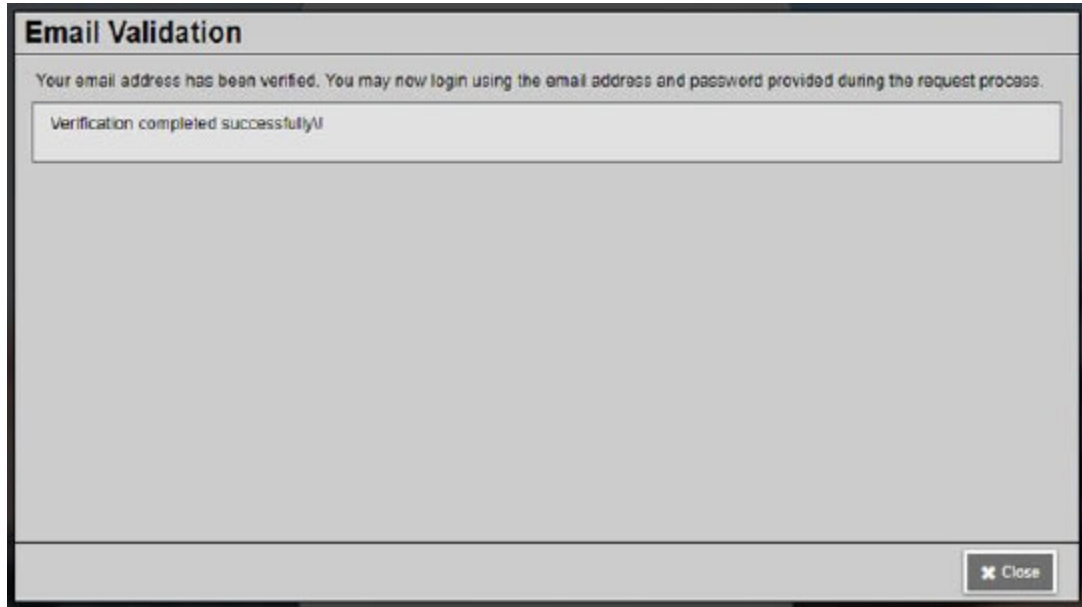 Email Validation
Your email address has been verified. You may now login using the email address and password provided during the request process.
Verification completed successfully\l
✖ Close